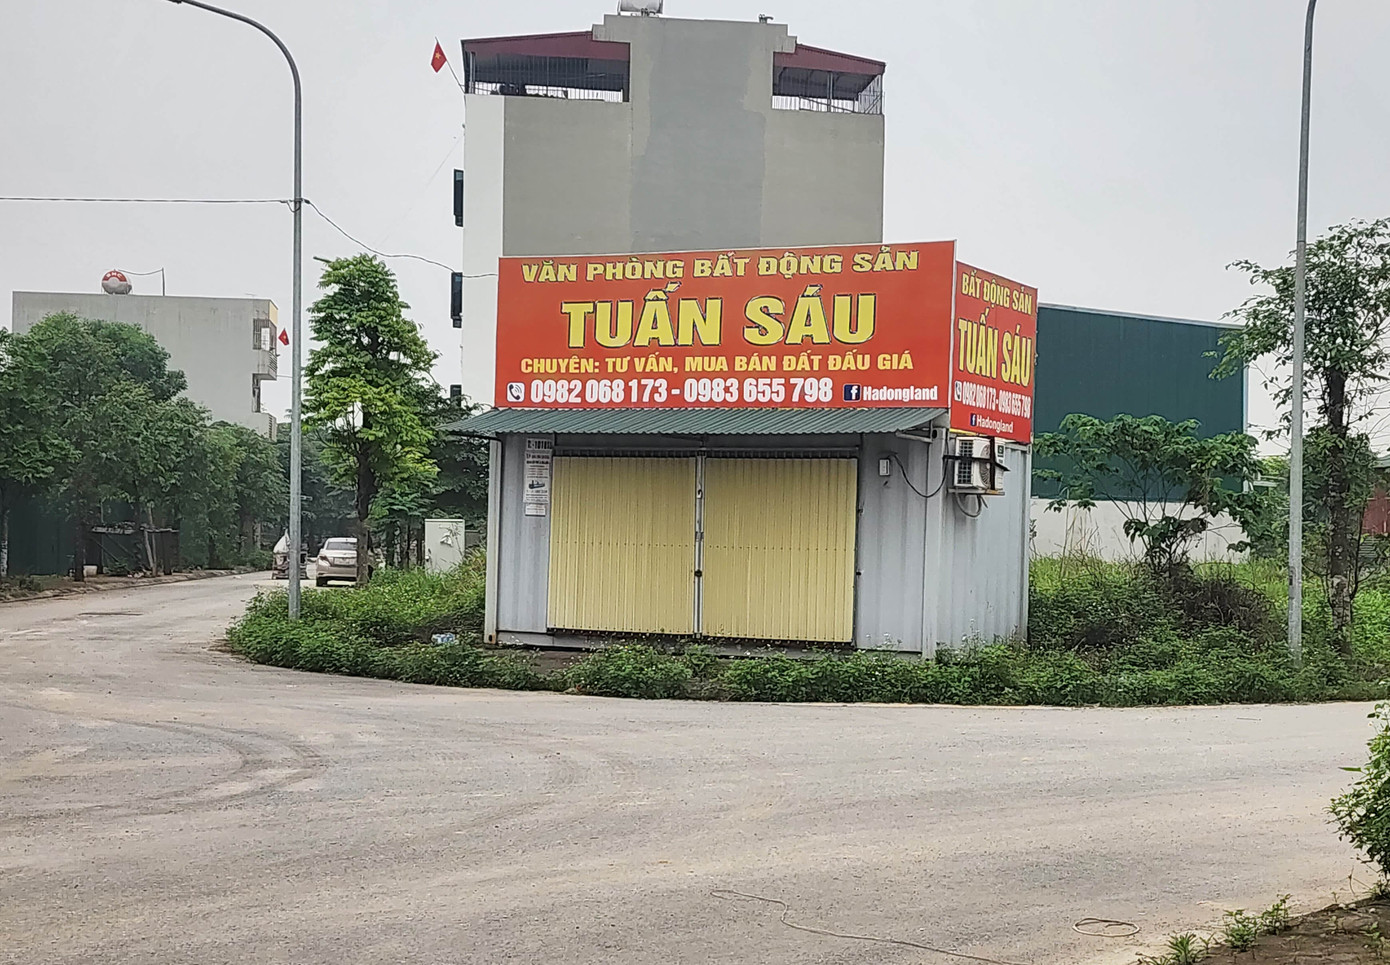 VĂN PHÒNG BẤT ĐỘNG SẢN
TUẤN SÁU
CHUYÊN: TƯ VẤN, MUA BÁN ĐẤT ĐẤU GIÁ
0982 068 173 - 0983 655 798 f Hadongland
BẤT ĐỘNG SẢN
TUẤN SÁU
0982 068 173 - 0983 655 798
f Hadongland